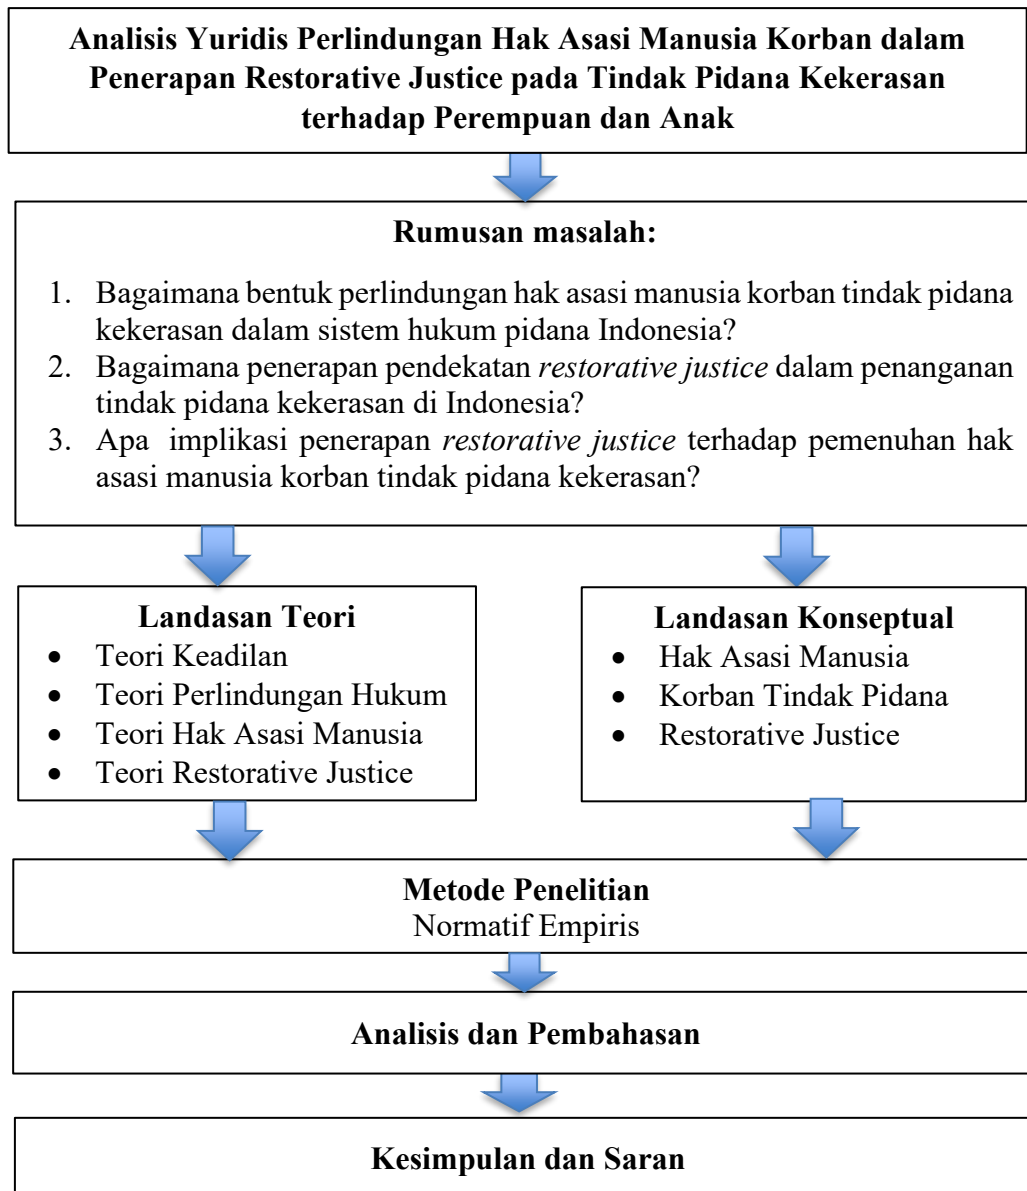 Analisis Yuridis Perlindungan Hak Asasi Manusia Korban dalam
Penerapan Restorative Justice pada Tindak Pidana Kekerasan
terhadap Perempuan dan Anak
Rumusan masalah:
1. Bagaimana bentuk perlindungan hak asasi manusia korban tindak pidana
kekerasan dalam sistem hukum pidana Indonesia?
2. Bagaimana penerapan pendekatan restorative justice dalam penanganan
tindak pidana kekerasan di Indonesia?
3. Apa implikasi penerapan restorative justice terhadap pemenuhan hak
asasi manusia korban tindak pidana kekerasan?
Landasan Teori
• Teori Keadilan
• Teori Perlindungan Hukum
• Teori Hak Asasi Manusia
• Teori Restorative Justice
Landasan Konseptual
• Hak Asasi Manusia
• Korban Tindak Pidana
• Restorative Justice
Metode Penelitian
Normatif Empiris
Analisis dan Pembahasan
Kesimpulan dan Saran